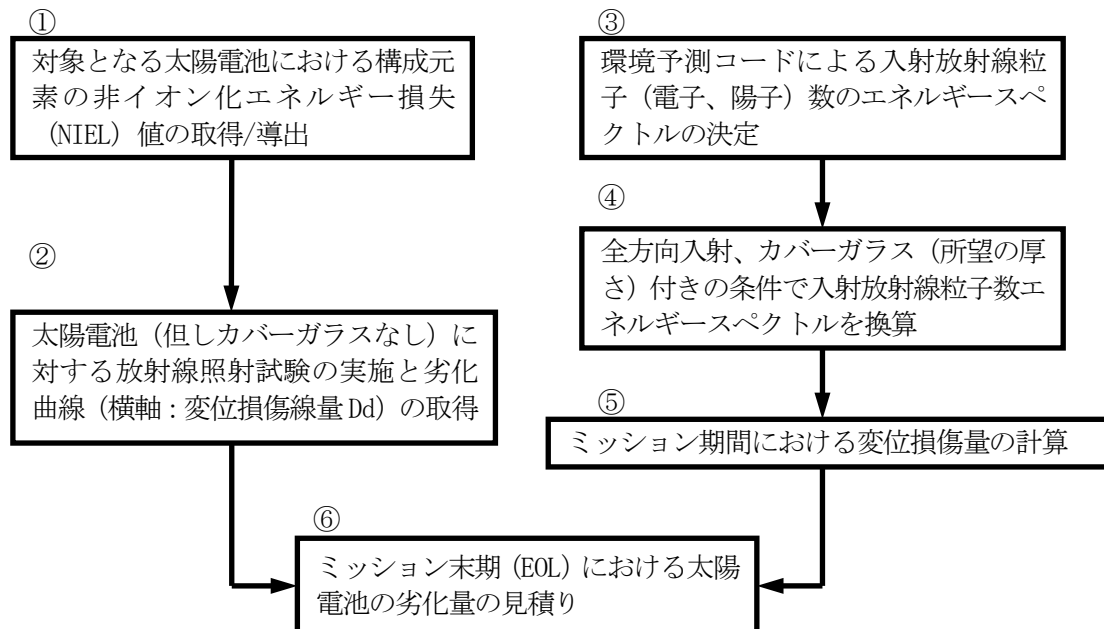 ①
対象となる太陽電池における構成元
素の非イオン化エネルギー損失
（NIEL）値の取得/導出
②
太陽電池（但しカバーガラスなし）に
対する放射線照射試験の実施と劣化
曲線（横軸：変位損傷線量 Dd）の取得
③
環境予測コードによる入射放射線粒
子（電子、陽子）数のエネルギースペ
クトルの決定
④
全方向入射、カバーガラス（所望の厚
さ）付きの条件で入射放射線粒子数エ
ネルギースペクトルを換算
⑤
ミッション期間における変位損傷量の計算
⑥
ミッション末期（EOL）における太陽
電池の劣化量の見積り